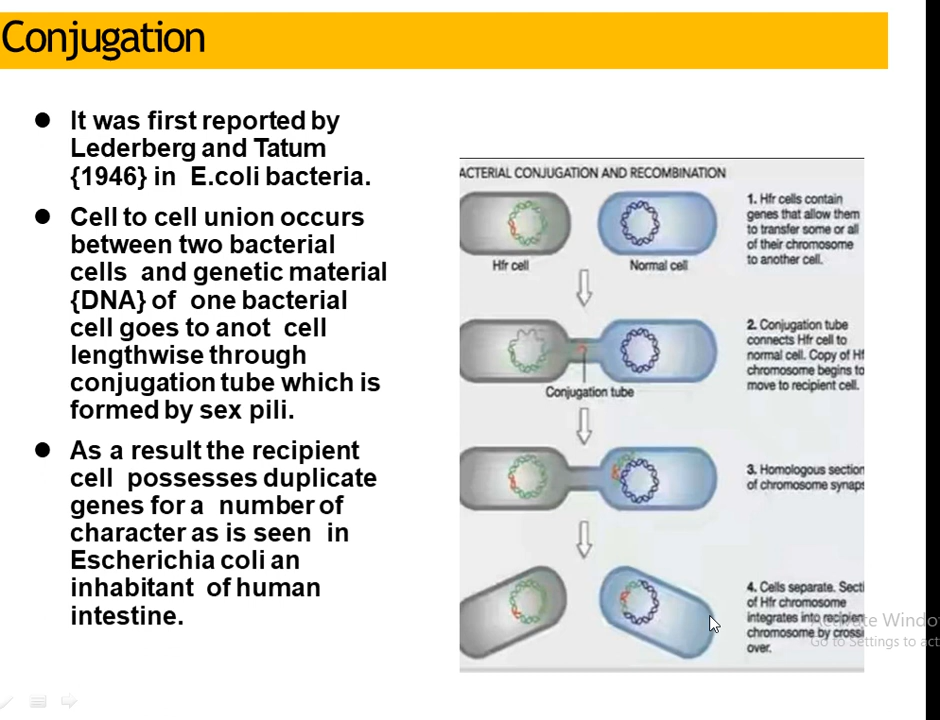 Conjugation
It was first reported by
Lederberg and Tatum
{1946} in E.coli bacteria.
Cell to cell union occurs
between two bacterial
cells and genetic material
{DNA} of one bacterial
cell goes to anot cell
lengthwise through
conjugation tube which is
formed by sex pili.
As a result the recipient
cell possesses duplicate
genes for a number of
character as is seen in
Escherichia coli an
inhabitant of human
intestine.
ACTERIAL CONJUGATION AND RECOMBINATION
Hfr cell
Normal cell
1. Hfr cells contain
genes that allow them
to transfer some or all
of their chromosome
to another cell.
Conjugation tube
2. Conjugation tube
connects Hfr cell to
normal cell. Copy of Hf
chromosome begins to
move to recipient cell.
3. Homologous section
of chromosome synaps
4. Cells separate. Secti
of Hfr chromosome
integrates into recipien
chromosome by crossi
over.
Activate Windo
Go to Settings to act